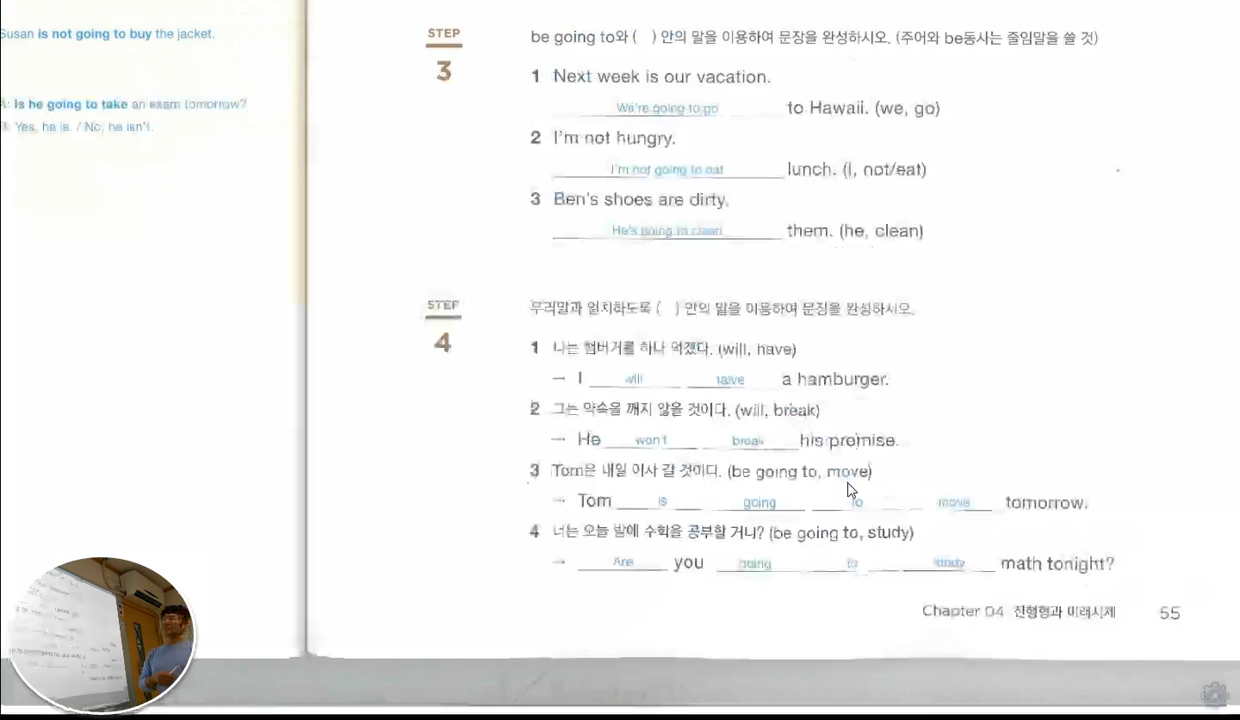 Susan is not going to buy the jacket.
A: Is he going to take an exam tomorrow?
B: Yes, he is. / No, he isn't.
STEP
3
be going to와 ( ) 안의 말을 이용하여 문장을 완성하시오. (주어와 be동사는 줄임말을 쓸 것)
1 Next week is our vacation.
We're going to go to Hawaii. (we, go)
2 I'm not hungry.
I'm not going to eat lunch. (I, not/eat)
3 Ben's shoes are dirty.
He's going to clean them. (he, clean)
STEP
4
우리말과 일치하도록 ( ) 안의 말을 이용하여 문장을 완성하시오.
1 나는 햄버거를 하나 먹겠다. (will, have)
→ I will have a hamburger.
2 그는 약속을 깨지 않을 것이다. (will, break)
→ He won't break his promise.
3 Tom은 내일 이사 갈 것이다. (be going to, move)
→ Tom is going to move tomorrow.
4 너는 오늘 밤에 수학을 공부할 거니? (be going to, study)
→ Are you going to study math tonight?
Chapter 04 진행형과 미래시제 55